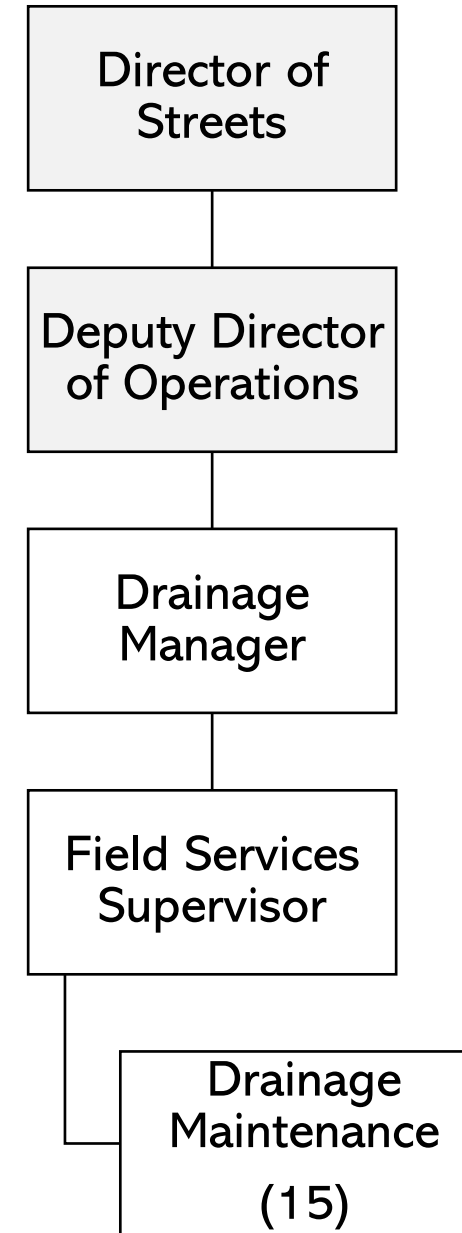 Director of
Streets
Deputy Director
of Operations
Drainage
Manager
Field Services
Supervisor
Drainage
Maintenance
(15)